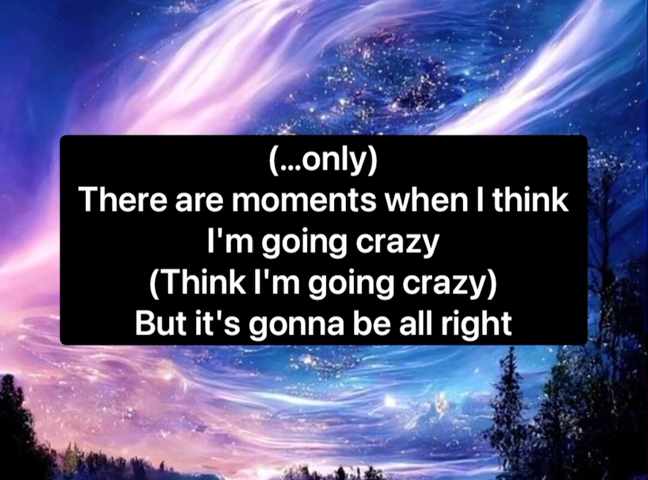 (...only)
There are moments when I think
I'm going crazy
(Think I'm going crazy)
But it's gonna be all right